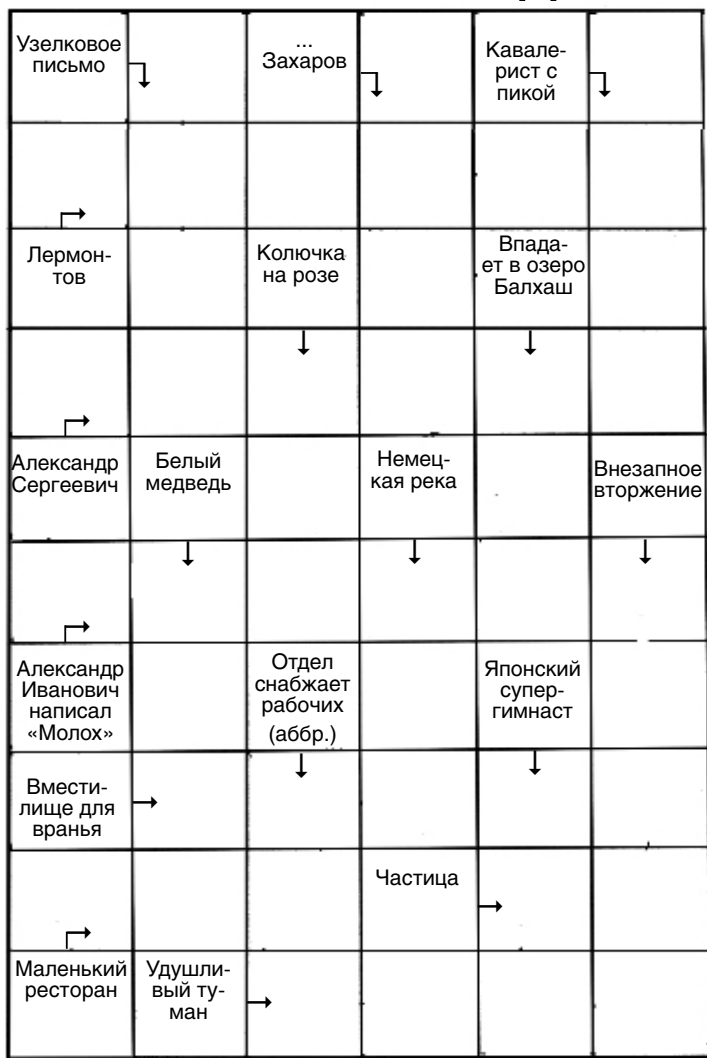 Узелковое
письмо
...
Захаров
Кавале-
рист с
пикой
Лермон-
тов
Колючка
на розе
Впада-
ет в озеро
Балхаш
Александр
Сергеевич
Белый
медведь
Немец-
кая река
Внезапное
вторжение
Александр
Иванович
написал
«Молох»
Отдел
снабжает
рабочих
(аббр.)
Японский
супер-
гимнаст
Вмести-
лище для
вранья
Частица
Маленький
ресторан
Удушли-
вый ту-
ман